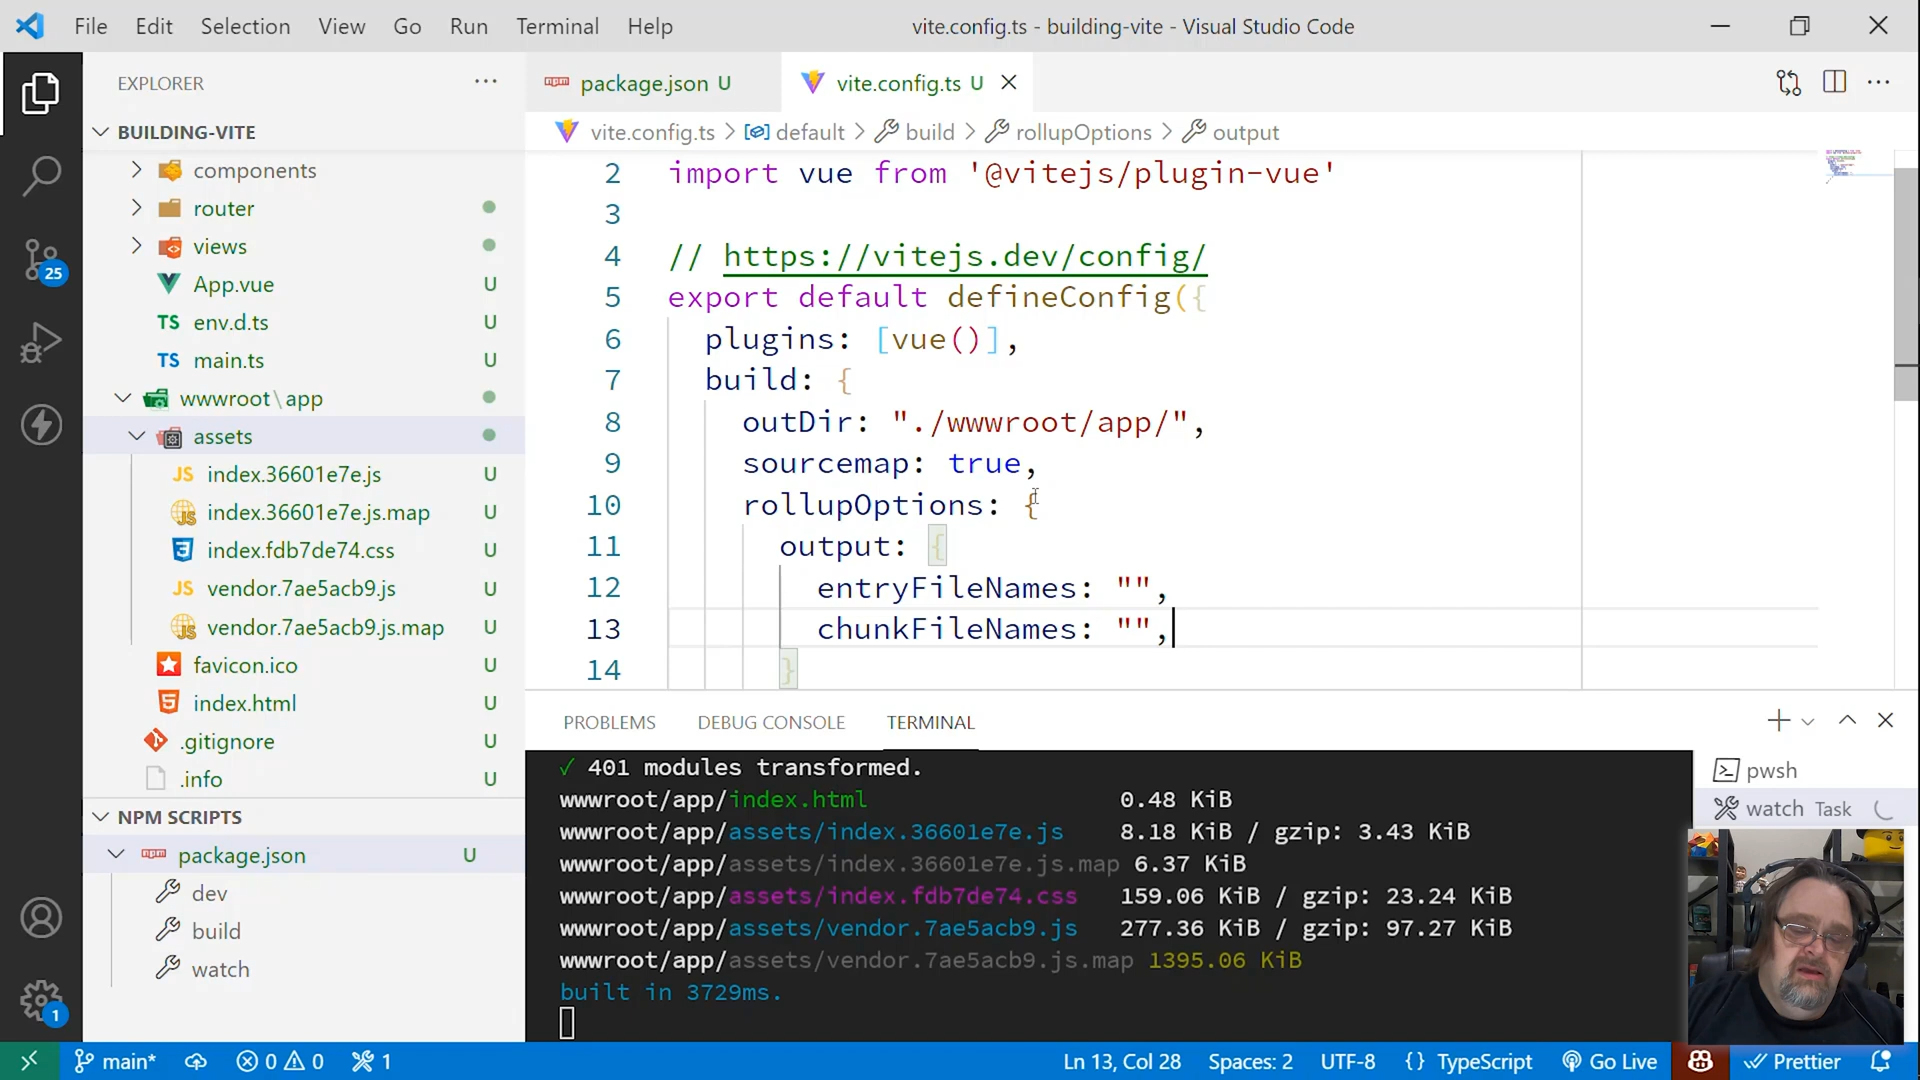 File Edit Selection View Go Run Terminal Help
vite.config.ts - building-vite - Visual Studio Code
EXPLORER
BUILDING-VITE
components
router
views
App.vue U
env.d.ts U
TS main.ts U
wwwroot\app
assets
JS index.36601e7e.js U
JS index.36601e7e.js.map U
index.fdb7de74.css U
JS vendor.7ae5acb9.js U
JS vendor.7ae5acb9.js.map U
favicon.ico U
index.html U
.gitignore U
.info U
NPM SCRIPTS
package.json U
dev
build
watch
25
1
package.json U
vite.config.ts U
vite.config.ts > default > build > rollupOptions > output
2 import vue from '@vitejs/plugin-vue'
3
4 // https://vitejs.dev/config/
5 export default defineConfig({
6 plugins: [vue()],
7 build: {
8 outDir: "./wwwroot/app/",
9 sourcemap: true,
10 rollupOptions: {
11 output: {
12 entryFileNames: "",
13 chunkFileNames: "",
14 }
PROBLEMS DEBUG CONSOLE TERMINAL
✓ 401 modules transformed.
wwwroot/app/index.html 0.48 KiB
wwwroot/app/assets/index.36601e7e.js 8.18 KiB / gzip: 3.43 KiB
wwwroot/app/assets/index.36601e7e.js.map 6.37 KiB
wwwroot/app/assets/index.fdb7de74.css 159.06 KiB / gzip: 23.24 KiB
wwwroot/app/assets/vendor.7ae5acb9.js 277.36 KiB / gzip: 97.27 KiB
wwwroot/app/assets/vendor.7ae5acb9.js.map 1395.06 KiB
built in 3729ms.
pwsh
watch Task
main* 0 0 1
Ln 13, Col 28 Spaces: 2 UTF-8 {} TypeScript Go Live Prettier